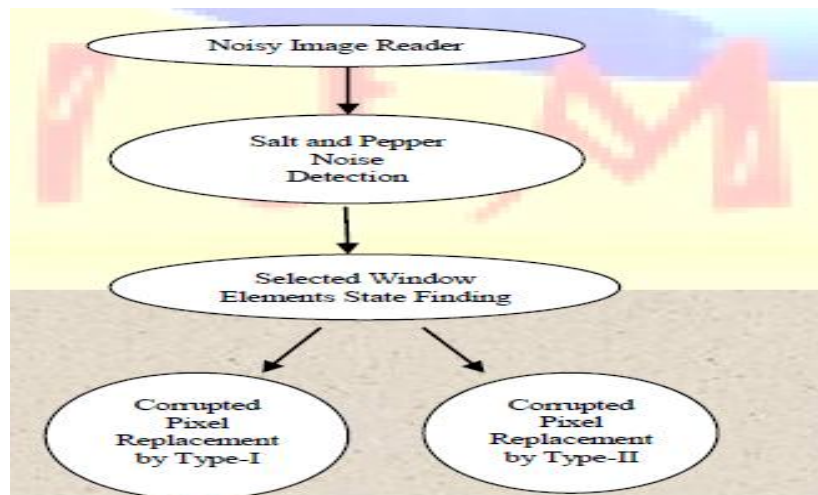 Noisy Image Reader
Salt and Pepper
Noise
Detection
Selected Window
Elements State Finding
Corrupted
Pixel
Replacement
by Type-I
Corrupted
Pixel
Replacement
by Type-II